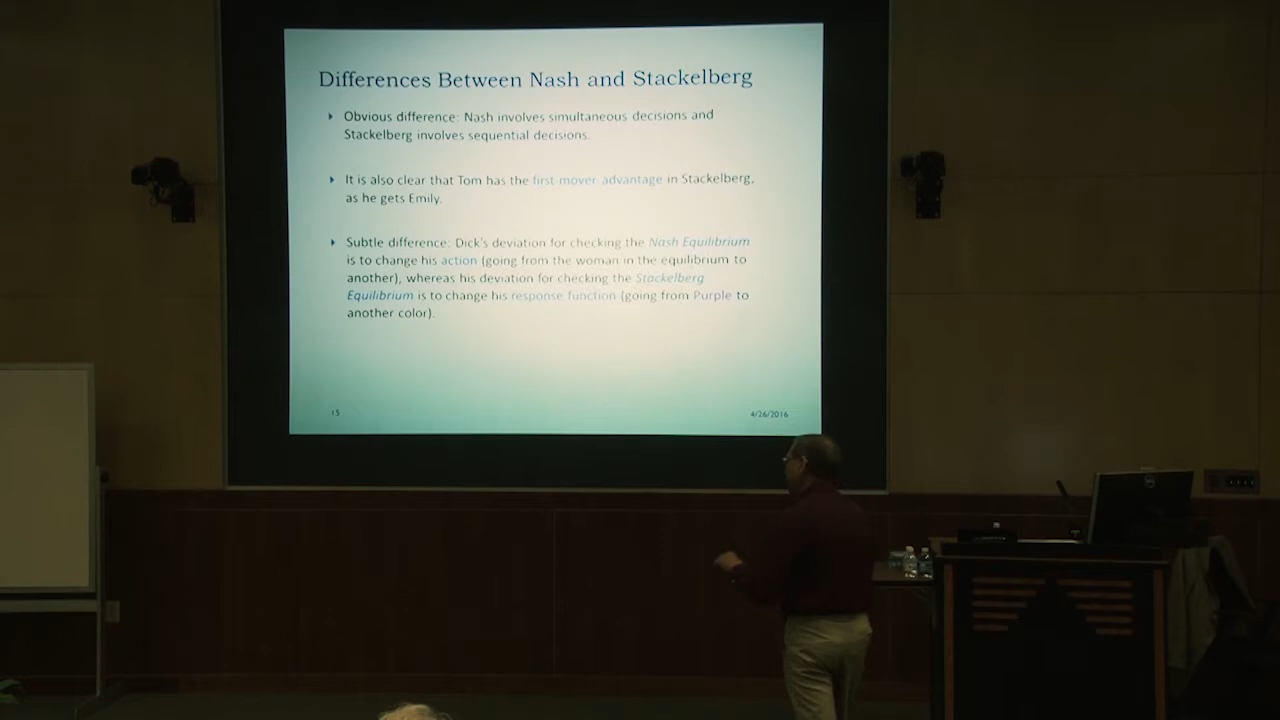 Differences Between Nash and Stackelberg
Obvious difference: Nash involves simultaneous decisions and
Stackelberg involves sequential decisions.
It is also clear that Tom has the first-mover advantage in Stackelberg,
as he gets Emily.
Subtle difference: Dick's deviation for checking the Nash Equilibrium
is to change his action (going from the woman in the equilibrium to
another), whereas his deviation for checking the Stackelberg
Equilibrium is to change his response function (going from Purple to
another color).
15
4/26/2016